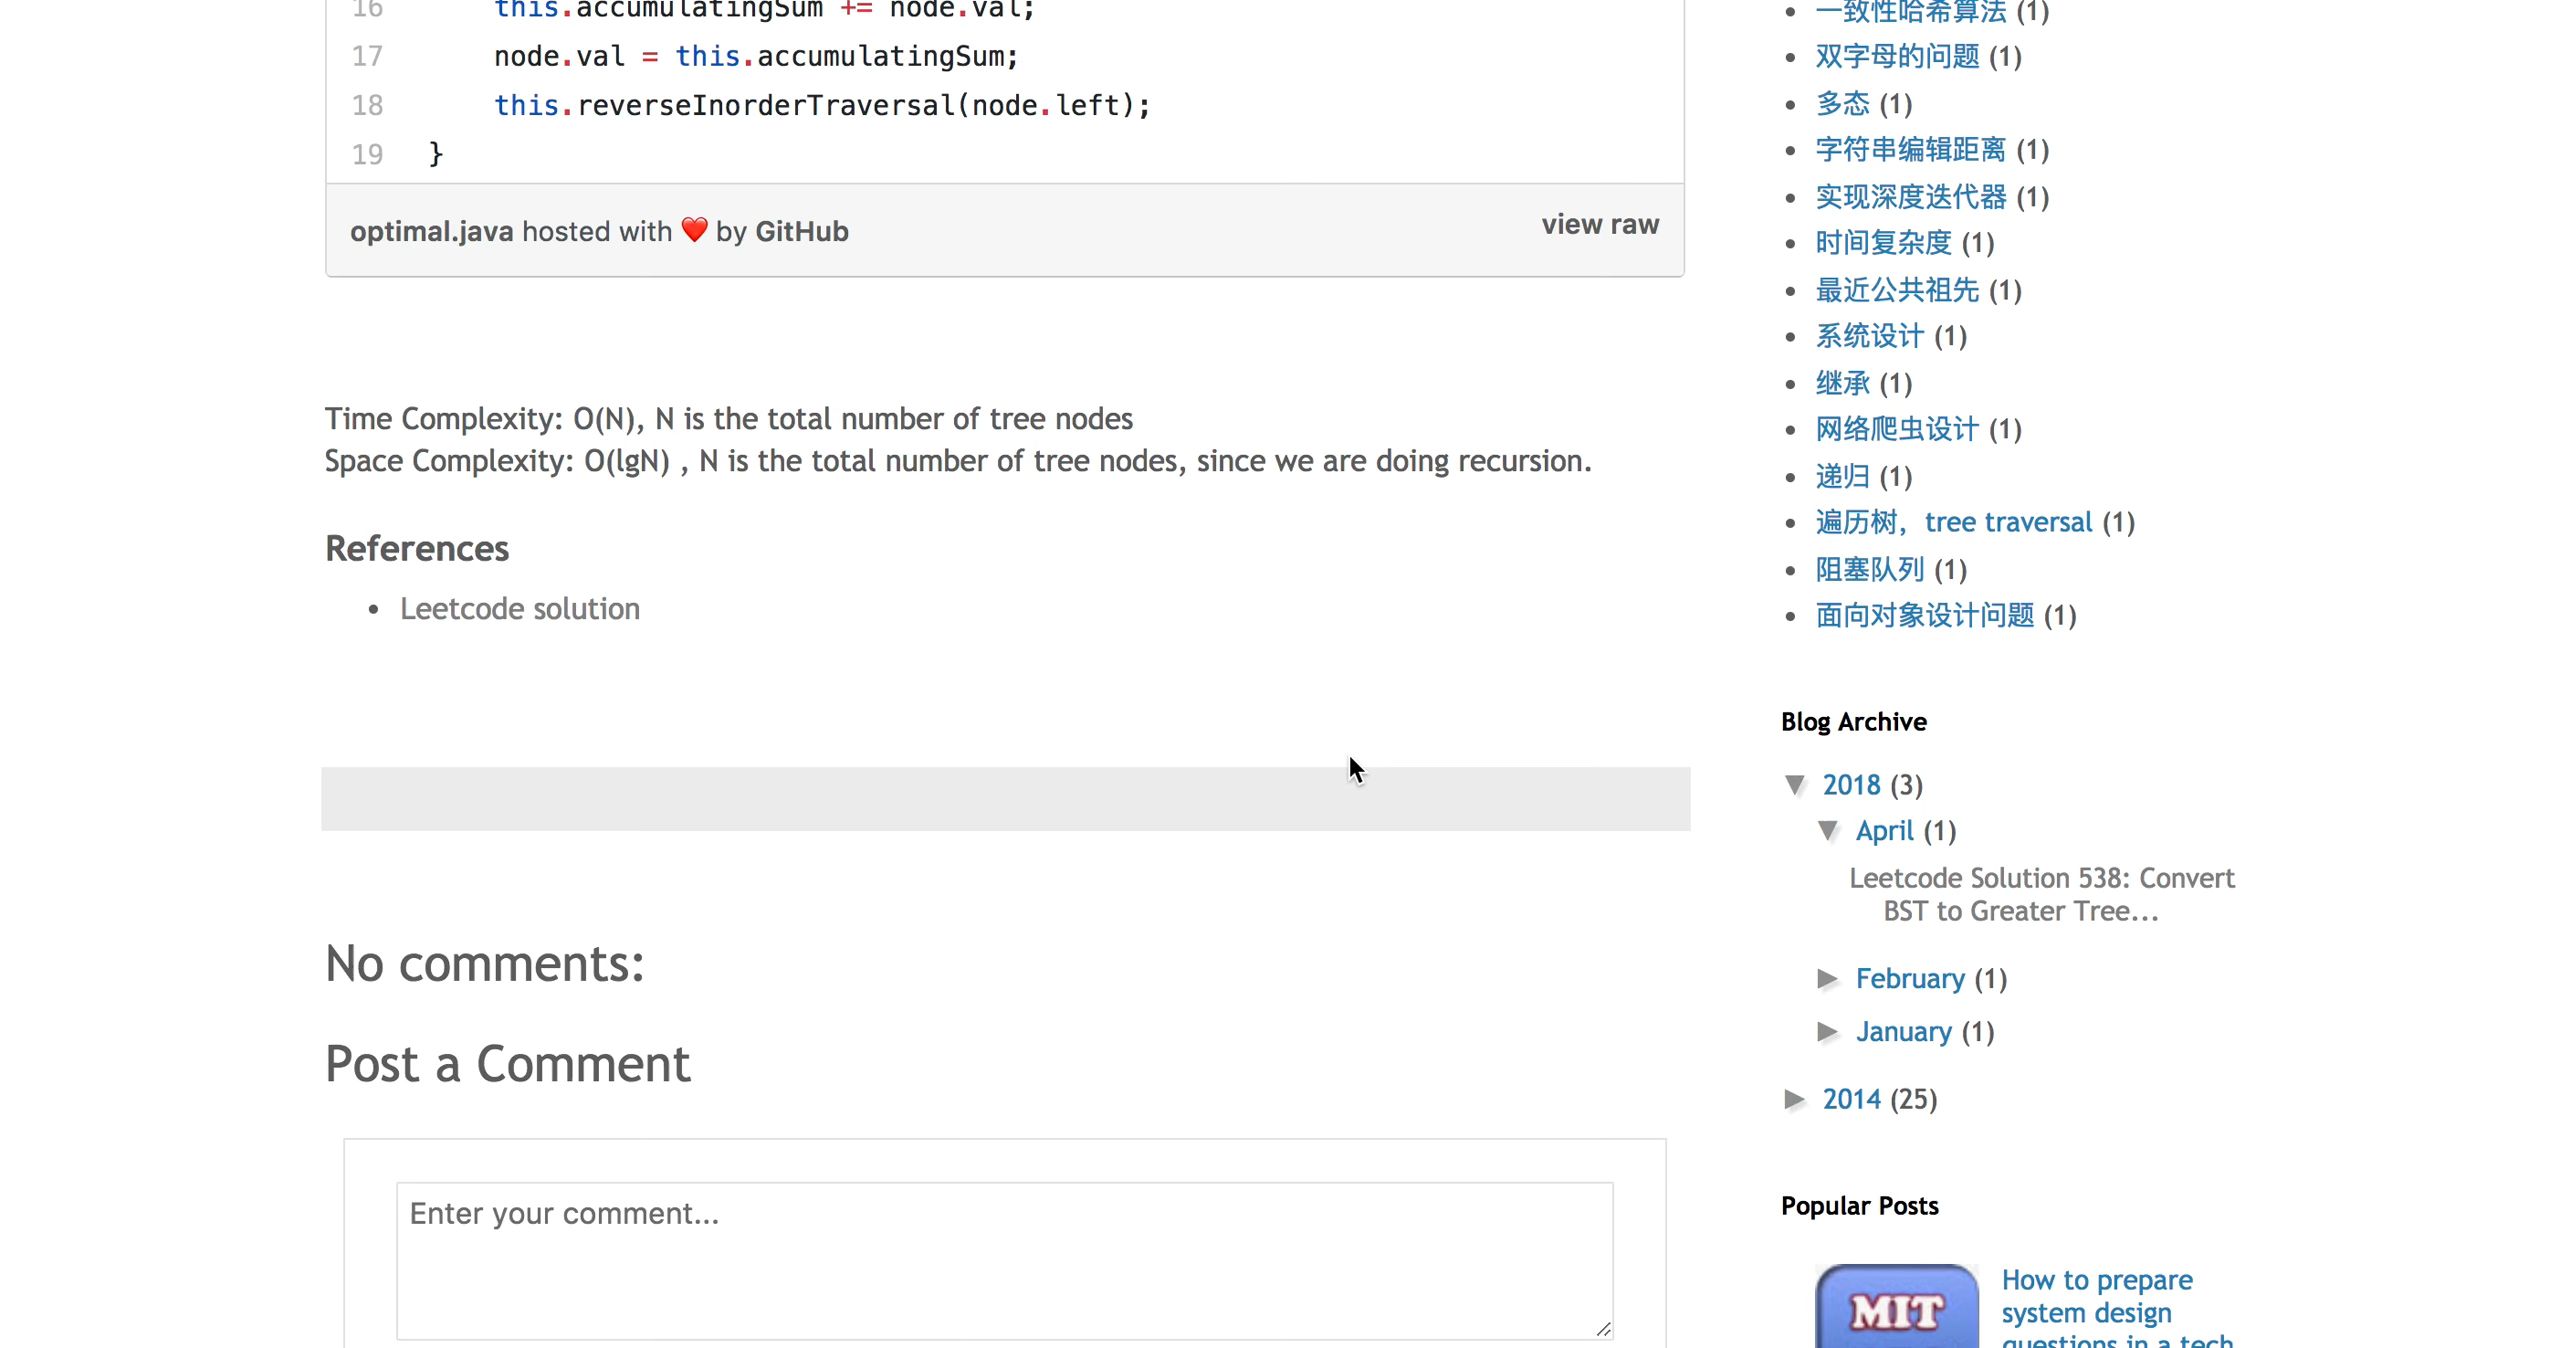 16 this.accumulatingSum += node.val;
17 node.val = this.accumulatingSum;
18 this.reverseInorderTraversal(node.left);
19 }
optimal.java hosted with ❤ by GitHub
view raw
Time Complexity: O(N), N is the total number of tree nodes
Space Complexity: O(lgN) , N is the total number of tree nodes, since we are doing recursion.
References
• Leetcode solution
No comments:
Post a Comment
Enter your comment...
• 一致性哈希算法 (1)
• 双字母的问题 (1)
• 多态 (1)
• 字符串编辑距离 (1)
• 实现深度迭代器 (1)
• 时间复杂度 (1)
• 最近公共祖先 (1)
• 系统设计 (1)
• 继承 (1)
• 网络爬虫设计 (1)
• 递归 (1)
• 遍历树，tree traversal (1)
• 阻塞队列 (1)
• 面向对象设计问题 (1)
Blog Archive
▼ 2018 (3)
▼ April (1)
Leetcode Solution 538: Convert
BST to Greater Tree...
► February (1)
► January (1)
► 2014 (25)
Popular Posts
MIT
How to prepare
system design
questions in a tech